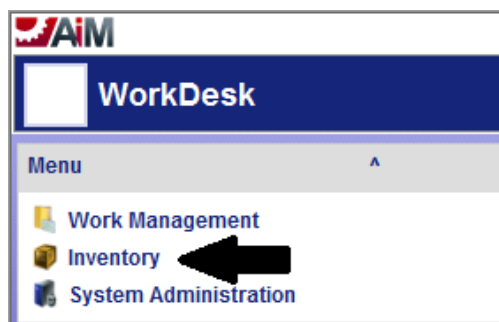 AiM
WorkDesk
Menu ^
Work Management
Inventory
System Administration